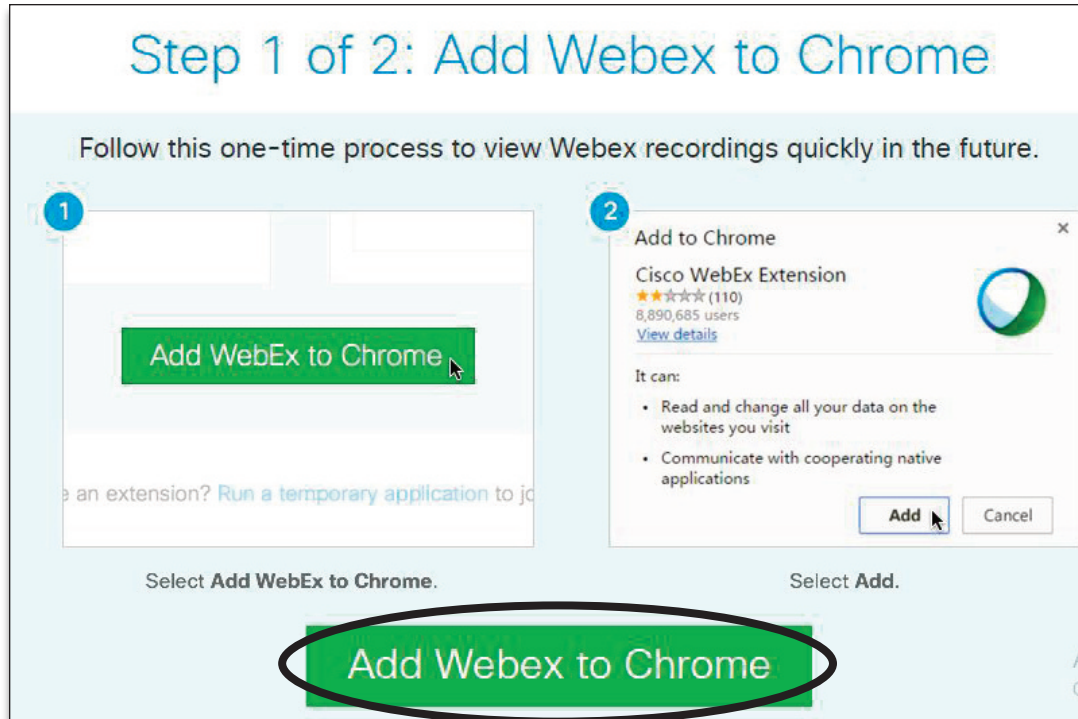 Step 1 of 2: Add Webex to Chrome
Follow this one-time process to view Webex recordings quickly in the future.
1
Add WebEx to Chrome
e an extension? Run a temporary application to jo
Select Add WebEx to Chrome.
2
Add to Chrome
×
Cisco WebEx Extension
★★☆☆☆ (110)
8,890,685 users
View details
It can:
• Read and change all your data on the
websites you visit
• Communicate with cooperating native
applications
Add
Cancel
Select Add.
Add Webex to Chrome